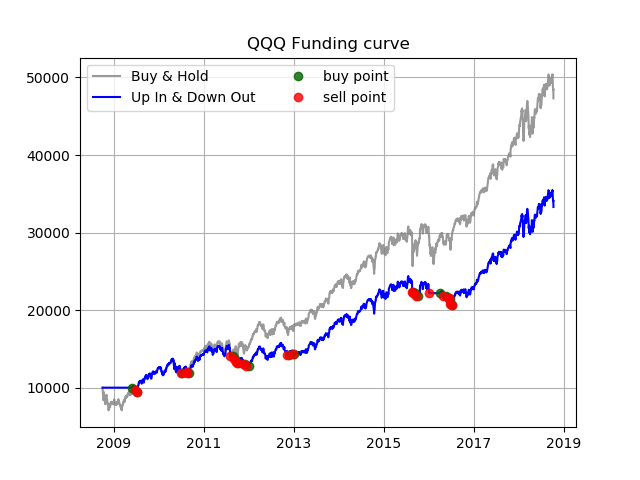 QQQ Funding curve
Buy & Hold
Up In & Down Out
buy point
sell point
50000
40000
30000
20000
10000
2009 2011 2013 2015 2017 2019